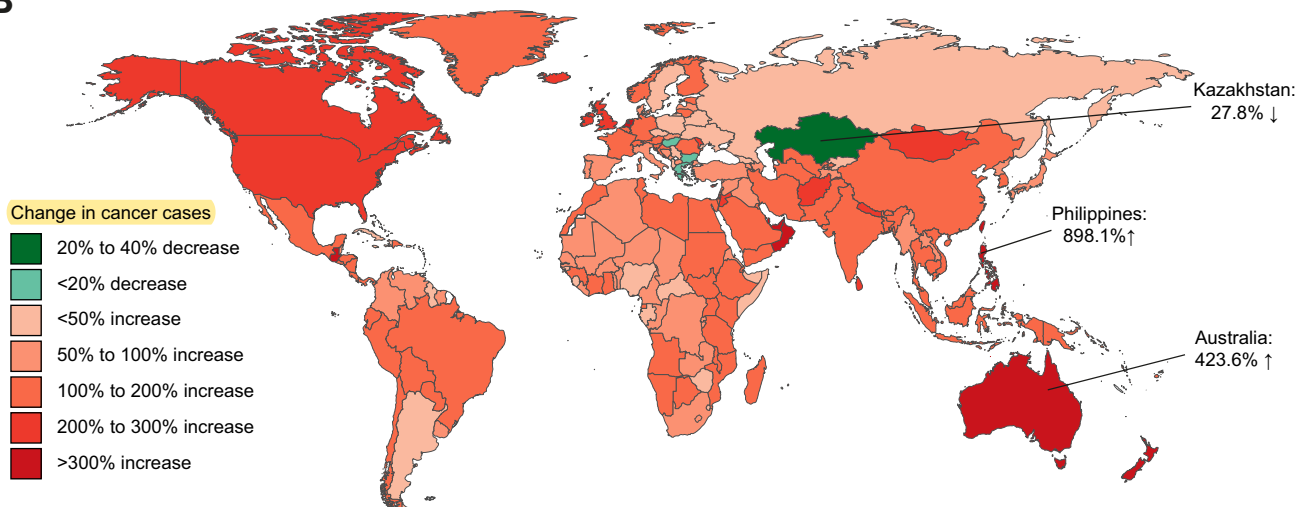 B
Kazakhstan:
27.8% ↓
Philippines:
898.1%↑
Australia:
423.6% ↑
Change in cancer cases
20% to 40% decrease
<20% decrease
<50% increase
50% to 100% increase
100% to 200% increase
200% to 300% increase
>300% increase